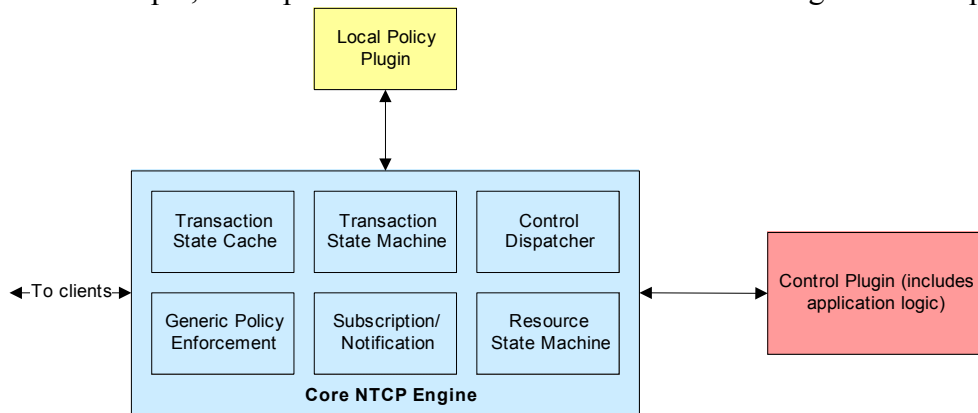 Local Policy
Plugin
Transaction
State Cache
Transaction
State Machine
Control
Dispatcher
To clients
Control Plugin (includes
application logic)
Generic Policy
Enforcement
Subscription/
Notification
Resource
State Machine
Core NTCP Engine